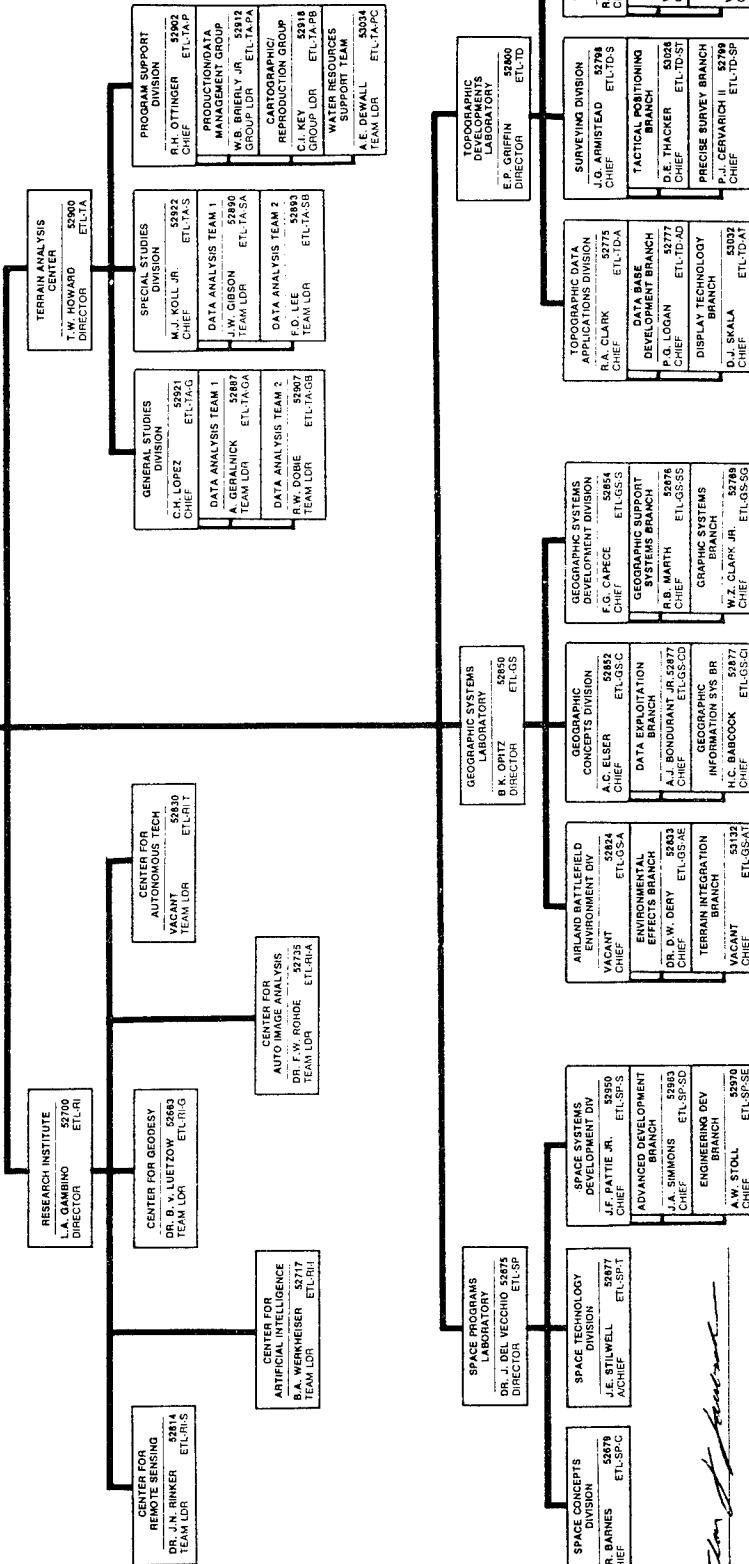 PROGRAM SUPPORT
DIVISION
R.H. OTTINGER 52902
CHIEF ETL-TA-P
PRODUCTION/DATA
MANAGEMENT GROUP
W.B. BRIERLY JR. 52912
GROUP LDR ETL-TA-PA
CARTOGRAPHIC/
REPRODUCTION GROUP
C.I. KEY 52918
GROUP LDR ETL-TA-PB
WATER RESOURCES
SUPPORT TEAM
A.E. DEWALL 53034
TEAM LDR ETL-TA-PC
TERRAIN ANALYSIS
CENTER
T.W. HOWARD 52900
DIRECTOR ETL-TA
SPECIAL STUDIES
DIVISION
M.J. KOLL JR. 52922
CHIEF ETL-TA-S
DATA ANALYSIS TEAM 1
J.W. GIBSON 52890
TEAM LDR ETL-TA-SA
DATA ANALYSIS TEAM 2
F.D. LEE 52893
TEAM LDR ETL-TA-SB
GENERAL STUDIES
DIVISION
C.H. LOPEZ 52921
CHIEF ETL-TA-G
DATA ANALYSIS TEAM 1
A. GERALNICK 52887
TEAM LDR ETL-TA-GA
DATA ANALYSIS TEAM 2
R.W. DOBIE 52907
TEAM LDR ETL-TA-GB
RESEARCH INSTITUTE
L.A. GAMBINO 52700
DIRECTOR ETL-RI
CENTER FOR
AUTONOMOUS TECH
VACANT 52830
TEAM LDR ETL-RI-T
CENTER FOR
AUTO IMAGE ANALYSIS
DR. F.W. ROHDE 52735
TEAM LDR ETL-RI-A
CENTER FOR GEODESY
DR. B. v. LUETZOW 52663
TEAM LDR ETL-RI-G
CENTER FOR
ARTIFICIAL INTELLIGENCE
B.A. WERKHEISER 52717
TEAM LDR ETL-RI-I
CENTER FOR
REMOTE SENSING
DR. J.N. RINKER 52814
TEAM LDR ETL-RI-S
TOPOGRAPHIC
DEVELOPMENTS
LABORATORY
E.P. GRIFFIN 52800
DIRECTOR ETL-TD
SURVEYING DIVISION
J.G. ARMISTEAD 52798
CHIEF ETL-TD-S
TACTICAL POSITIONING
BRANCH
D.E. THACKER 53026
CHIEF ETL-TD-ST
PRECISE SURVEY BRANCH
P.J. CERVARICH II 52799
CHIEF ETL-TD-SP
TOPOGRAPHIC DATA
APPLICATIONS DIVISION
R.A. CLARK 52775
CHIEF ETL-TD-A
DATA BASE
DEVELOPMENT BRANCH
P.G. LOGAN 52777
CHIEF ETL-TD-AD
DISPLAY TECHNOLOGY
BRANCH
D.J. SKALA 53032
CHIEF ETL-TD-AT
GEOGRAPHIC SYSTEMS
LABORATORY
B.K. OPITZ 52850
DIRECTOR ETL-GS
GEOGRAPHIC SYSTEMS
DEVELOPMENT DIVISION
F.G. CAPECE 52854
CHIEF ETL-GS-S
GEOGRAPHIC SUPPORT
SYSTEMS BRANCH
R.B. MARTH 52876
CHIEF ETL-GS-SS
GRAPHIC SYSTEMS
BRANCH
W.Z. CLARK JR. 52769
CHIEF ETL-GS-SG
GEOGRAPHIC
CONCEPTS DIVISION
A.C. ELSER 52852
CHIEF ETL-GS-C
DATA EXPLOITATION
BRANCH
A.J. BONDURANT JR. 52877
CHIEF ETL-GS-CD
GEOGRAPHIC
INFORMATION SYS BR
H.C. BABCOCK 52877
CHIEF ETL-GS-CI
AIRLAND BATTLEFIELD
ENVIRONMENT DIV
VACANT 52824
CHIEF ETL-GS-A
ENVIRONMENTAL
EFFECTS BRANCH
DR. D.W. DERY 52833
CHIEF ETL-GS-AE
TERRAIN INTEGRATION
BRANCH
VACANT 53132
CHIEF ETL-GS-AT
SPACE PROGRAMS
LABORATORY
DR. J. DEL VECCHIO 52675
DIRECTOR ETL-SP
SPACE SYSTEMS
DEVELOPMENT DIV
J.F. PATTIE JR. 52950
CHIEF ETL-SP-S
ADVANCED DEVELOPMENT
BRANCH
J.A. SIMMONS 52963
CHIEF ETL-SP-SD
ENGINEERING DEV
BRANCH
A.W. STOLL 52970
CHIEF ETL-SP-SE
SPACE TECHNOLOGY
DIVISION
J.E. STILWELL 52677
A/CHIEF ETL-SP-T
SPACE CONCEPTS
DIVISION
R. BARNES 52679
ETL-SP-C